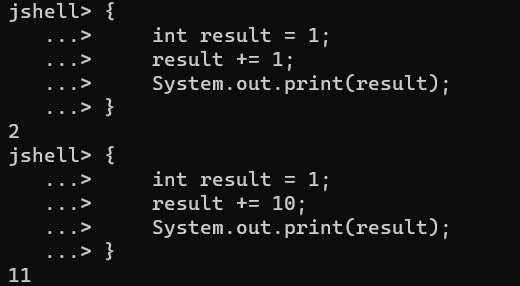 jshell> {
   ...>     int result = 1;
   ...>     result += 1;
   ...>     System.out.print(result);
   ...> }
2
jshell> {
   ...>     int result = 1;
   ...>     result += 10;
   ...>     System.out.print(result);
   ...> }
11